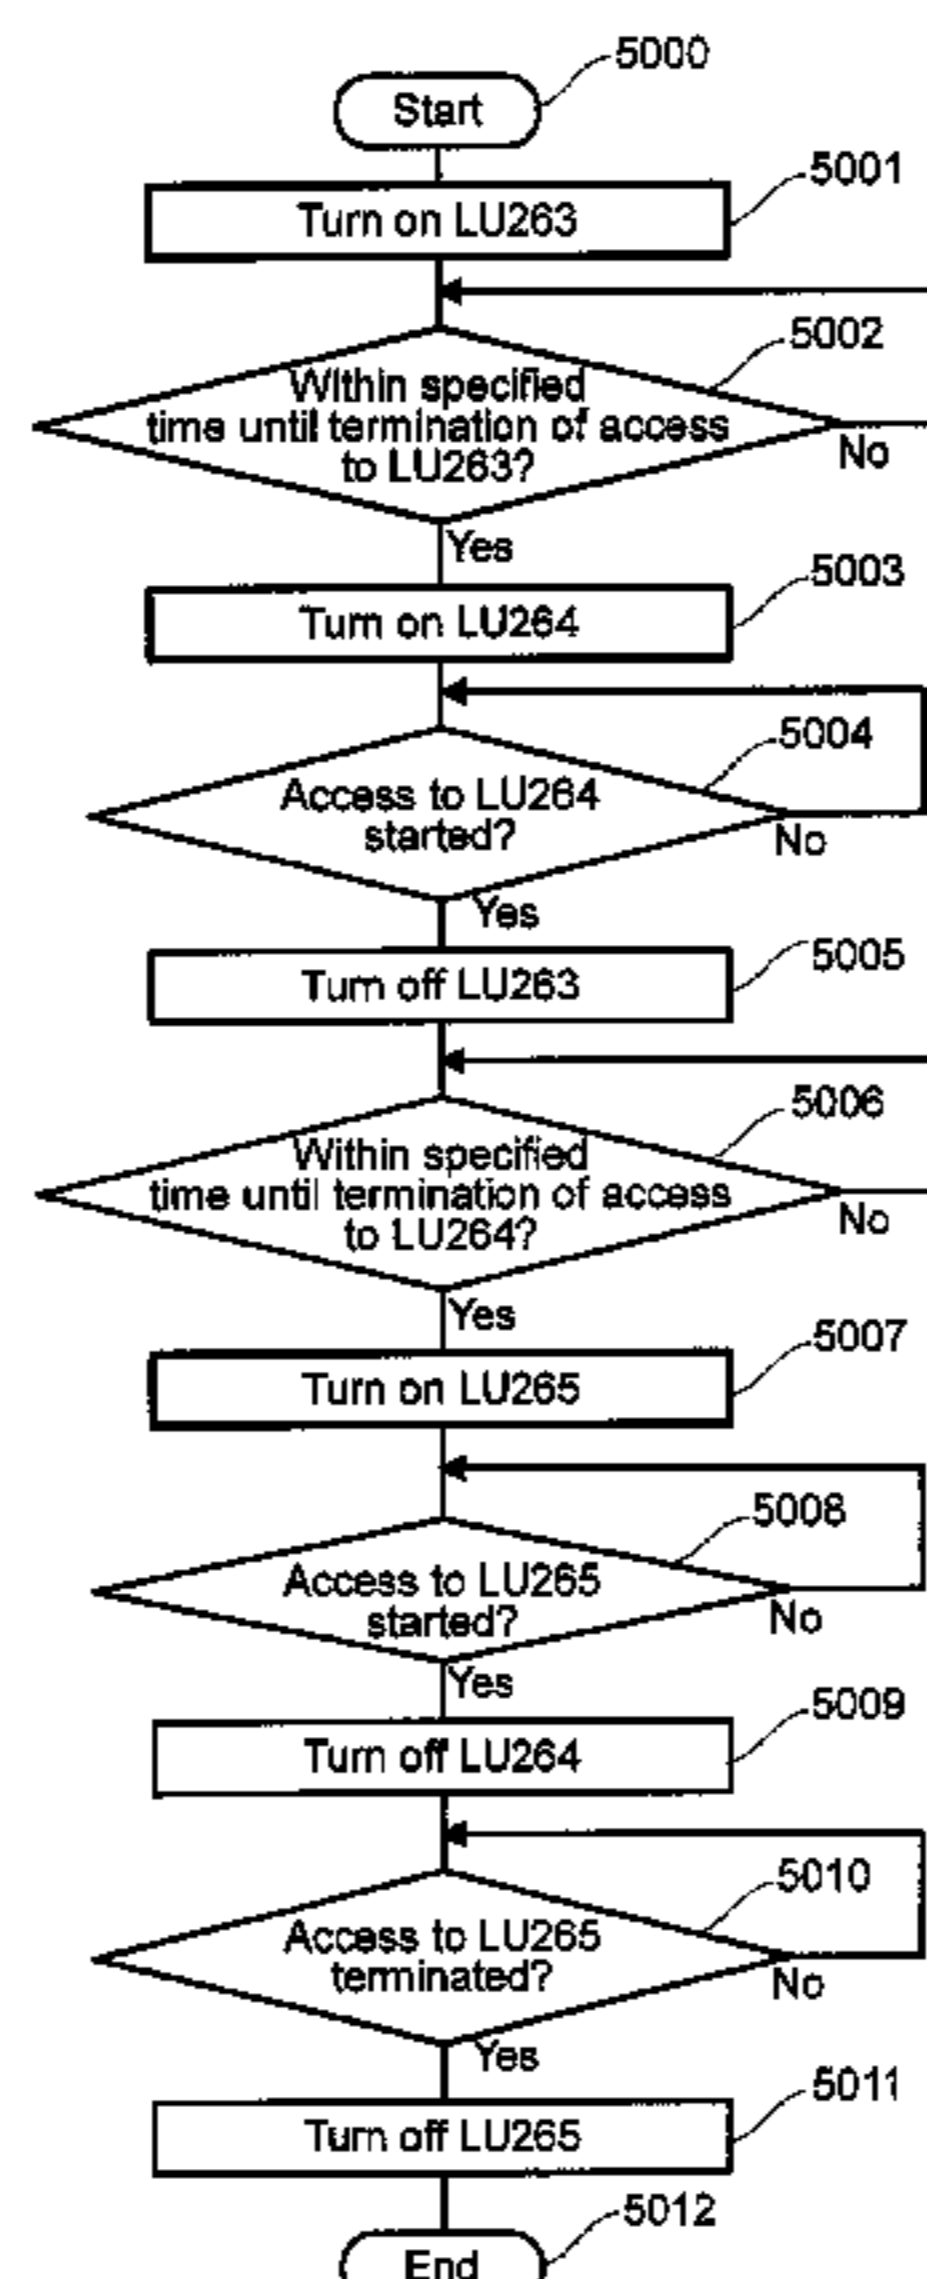 5000
Start
5001
Turn on LU263
5002
Within specified
time until termination of access
to LU263?
No
Yes
5003
Turn on LU264
5004
Access to LU264
started?
No
Yes
5005
Turn off LU263
5006
Within specified
time until termination of access
to LU264?
No
Yes
5007
Turn on LU265
5008
Access to LU265
started?
No
Yes
5009
Turn off LU264
5010
Access to LU265
terminated?
No
Yes
5011
Turn off LU265
5012
End